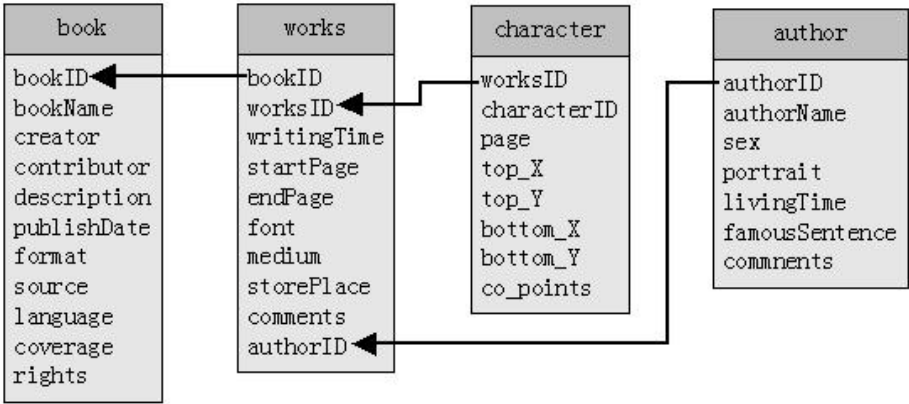 book
bookID
bookName
creator
contributor
description
publishDate
format
source
language
coverage
rights
works
bookID
worksID
writingTime
startPage
endPage
font
medium
storePlace
comments
authorID
character
worksID
characterID
page
top_X
top_Y
bottom_X
bottom_Y
co_points
author
authorID
authorName
sex
portrait
livingTime
famousSentence
commnents